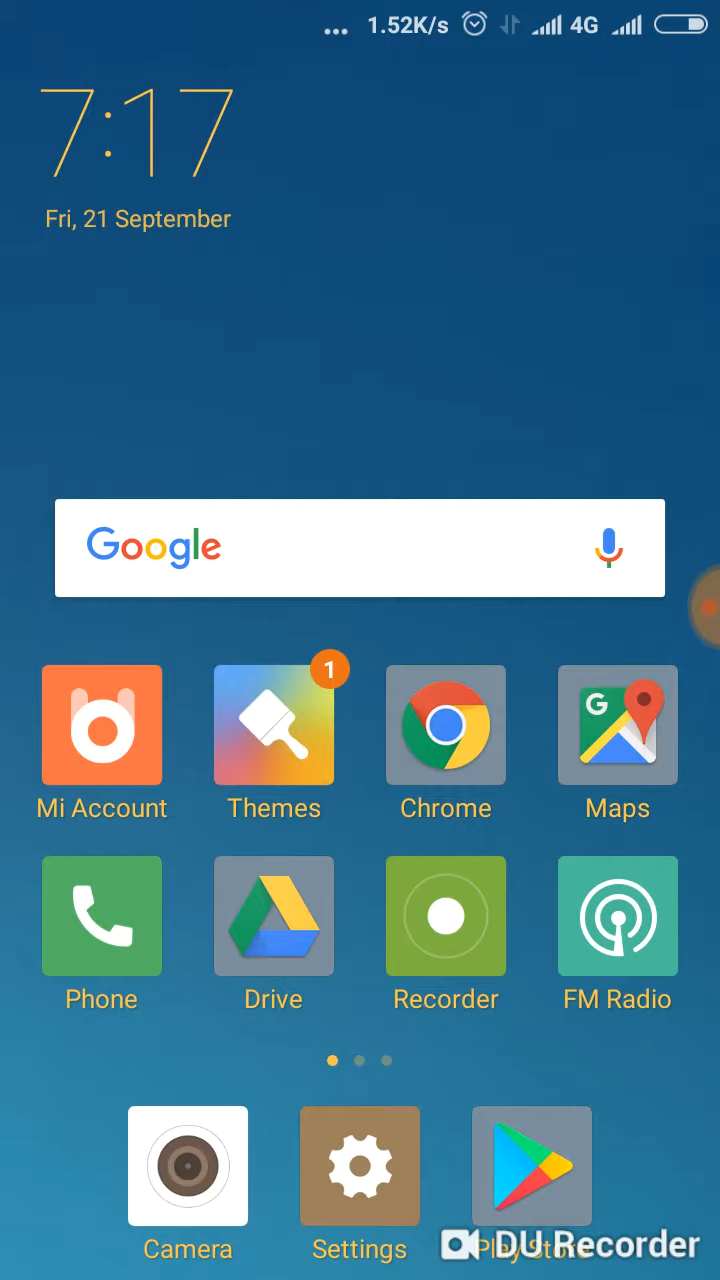 ... 1.52K/s 4G
7:17
Fri, 21 September
Google
1
G
Mi Account Themes Chrome Maps
Phone Drive Recorder FM Radio
Camera Settings Play Store
DU Recorder